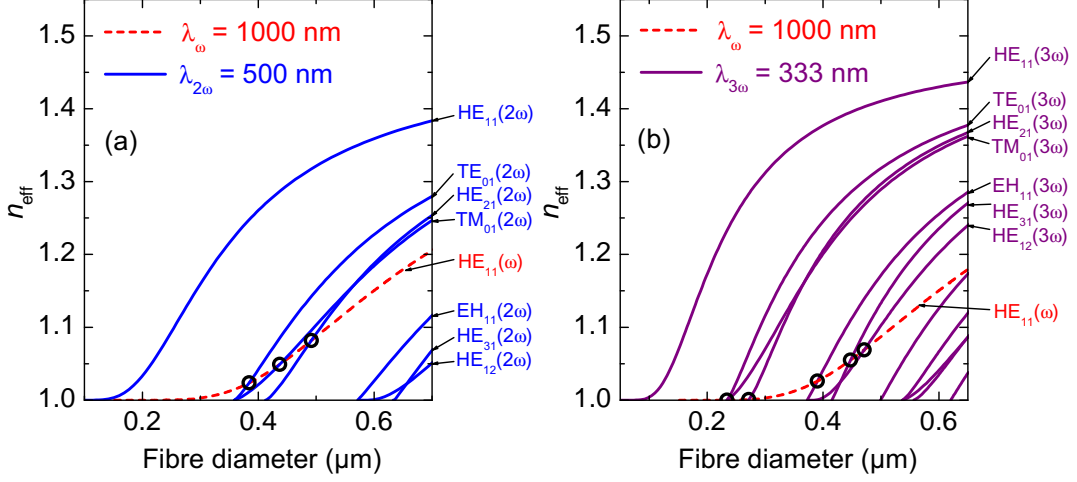 λω = 1000 nm
λ2ω = 500 nm
(a)
neff
1.5
1.4
1.3
1.2
1.1
1.0
0.2
0.4
0.6
Fibre diameter (µm)
HE11(2ω)
TE01(2ω)
HE21(2ω)
TM01(2ω)
HE11(ω)
EH11(2ω)
HE31(2ω)
HE12(2ω)
λω = 1000 nm
λ3ω = 333 nm
(b)
neff
1.5
1.4
1.3
1.2
1.1
1.0
0.2
0.4
0.6
Fibre diameter (µm)
HE11(3ω)
TE01(3ω)
HE21(3ω)
TM01(3ω)
EH11(3ω)
HE31(3ω)
HE12(3ω)
HE11(ω)